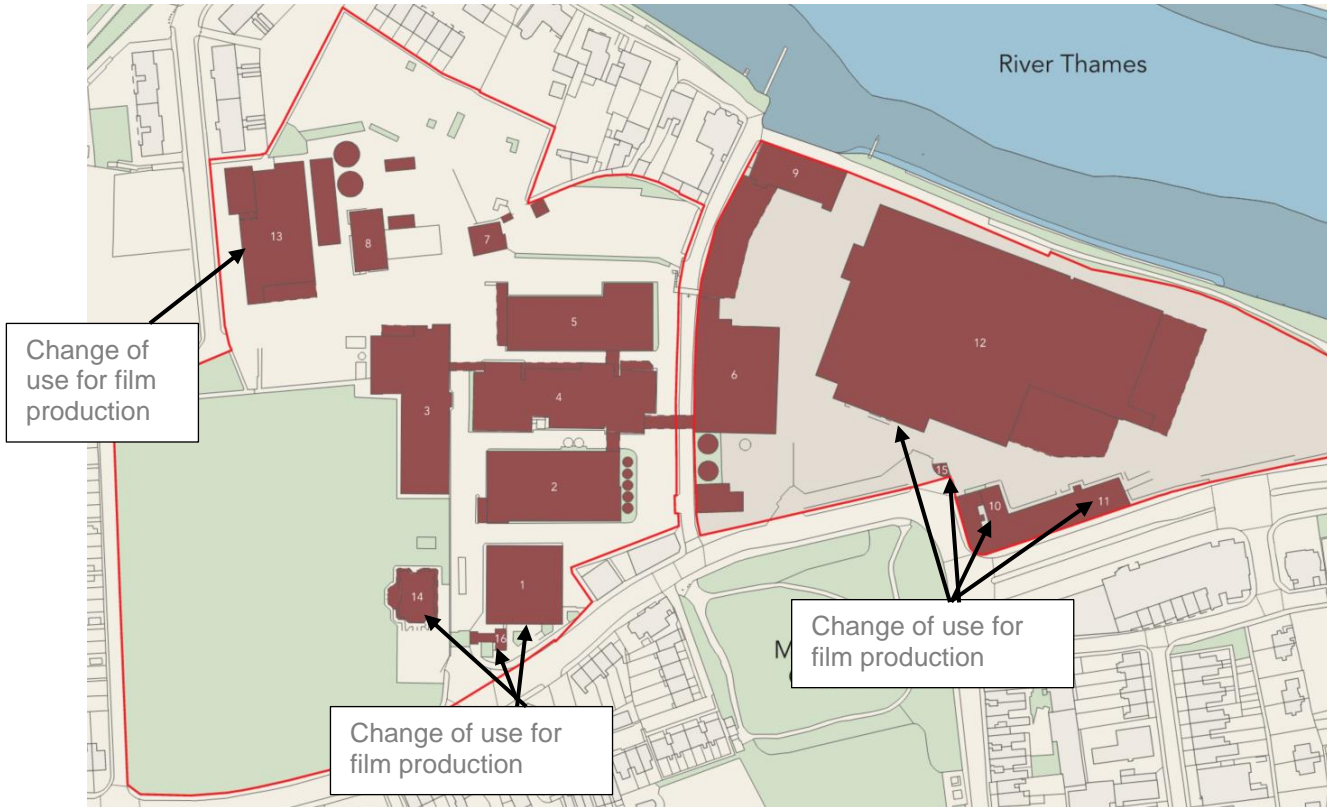 River Thames
9
13
8
7
5
12
6
4
3
15
10
11
2
1
14
16
Change of
use for film
production
Change of use for
film production
M
Change of use for
film production